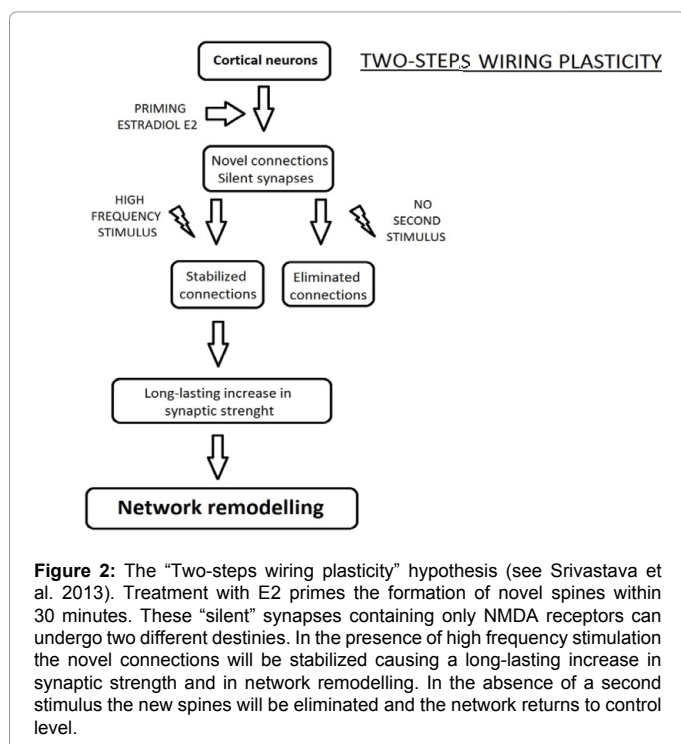 Cortical neurons
TWO-STEPS WIRING PLASTICITY
PRIMING
ESTRADIOL E2
Novel connections
Silent synapses
HIGH
FREQUENCY
STIMULUS
NO
SECOND
STIMULUS
Stabilized
connections
Eliminated
connections
Long-lasting increase in
synaptic strenght
Network remodelling
Figure 2: The “Two-steps wiring plasticity” hypothesis (see Srivastava et
al. 2013). Treatment with E2 primes the formation of novel spines within
30 minutes. These “silent” synapses containing only NMDA receptors can
undergo two different destinies. In the presence of high frequency stimulation
the novel connections will be stabilized causing a long-lasting increase in
synaptic strength and in network remodelling. In the absence of a second
stimulus the new spines will be eliminated and the network returns to control
level.